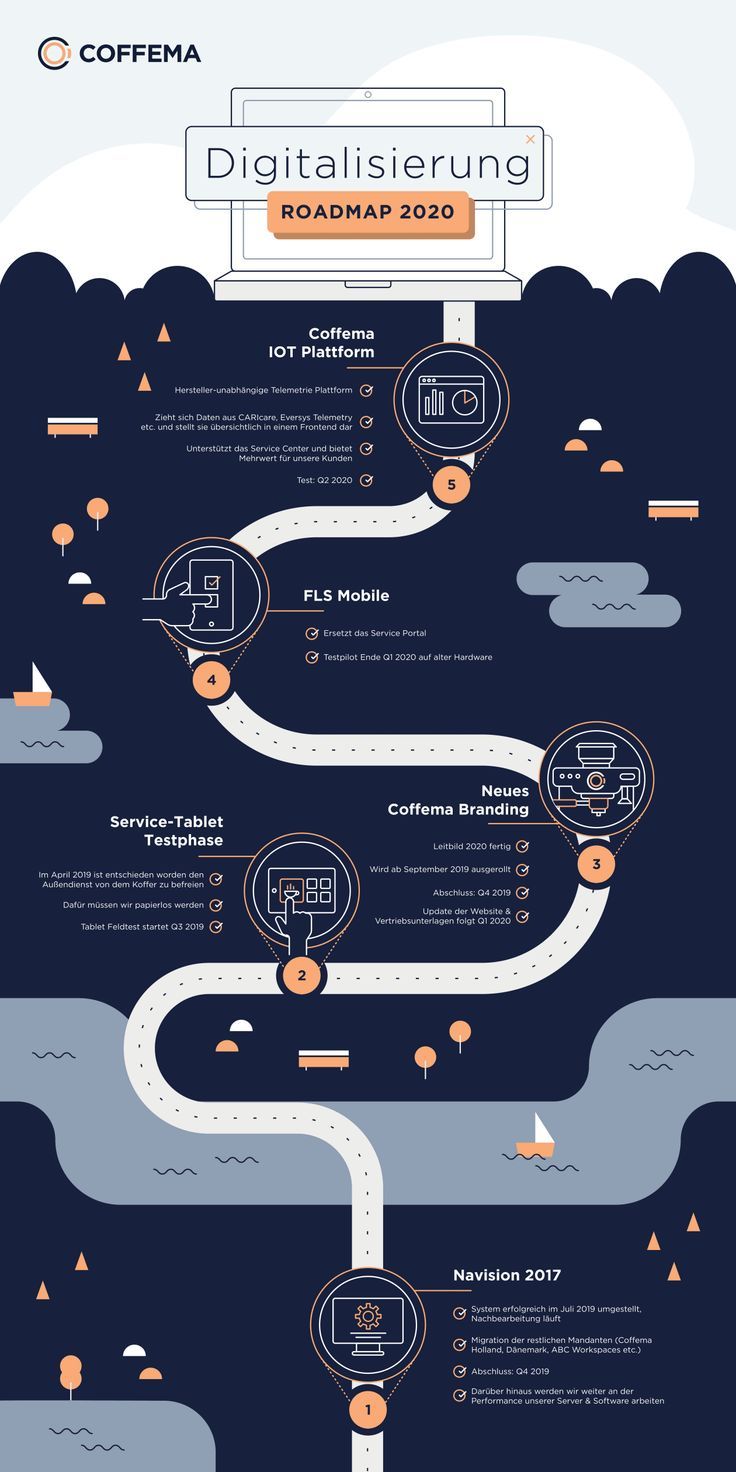 COFFEMA
Digitalisierung
ROADMAP 2020
Coffema
IOT Plattform
Hersteller-unabhängige Telemetrie Plattform
Zieht sich Daten aus CARIcare, Eversys Telemetry
etc. und stellt sie übersichtlich in einem Frontend dar
Unterstützt das Service Center und bietet
Mehrwert für unsere Kunden
Test: Q2 2020
5
FLS Mobile
Ersetzt das Service Portal
Testpilot Ende Q1 2020 auf alter Hardware
4
Neues
Coffema Branding
Leitbild 2020 fertig
Wird ab September 2019 ausgerollt
Abschluss: Q4 2019
Update der Website &
Vertriebsunterlagen folgt Q1 2020
3
Service-Tablet
Testphase
Im April 2019 ist entschieden worden den
Außendienst von dem Koffer zu befreien
Dafür müssen wir papierlos werden
Tablet Feldtest startet Q3 2019
2
Navision 2017
System erfolgreich im Juli 2019 umgestellt,
Nachbearbeitung läuft
Migration der restlichen Mandanten (Coffema
Holland, Dänemark, ABC Workspaces etc.)
Abschluss: Q4 2019
Darüber hinaus werden wir weiter an der
Performance unserer Server & Software arbeiten
1